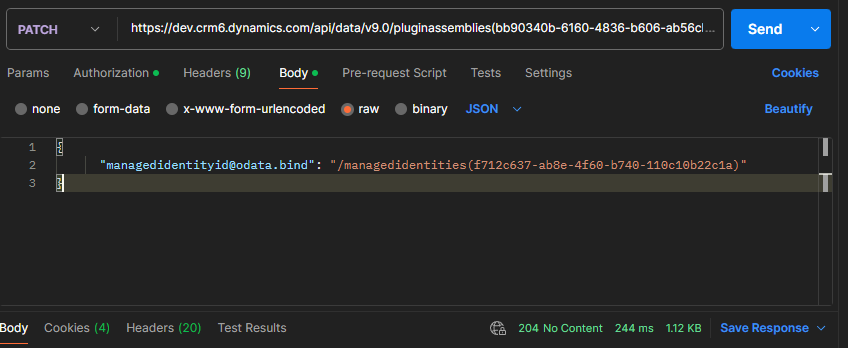 PATCH https://dev.crm6.dynamics.com/api/data/v9.0/pluginassemblies(bb90340b-6160-4836-b606-ab56cl... Send
Params Authorization Headers (9) Body Pre-request Script Tests Settings Cookies
none form-data x-www-form-urlencoded raw binary JSON Beautify
1 {
2 "managedidentityid@odata.bind": "/managedidentities(f712c637-ab8e-4f60-b740-110c10b22c1a)"
3 }
Body Cookies (4) Headers (20) Test Results 204 No Content 244 ms 1.12 KB Save Response